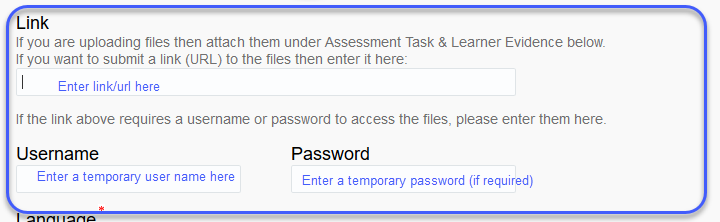 Link
If you are uploading files then attach them under Assessment Task & Learner Evidence below.
If you want to submit a link (URL) to the files then enter it here:
Enter link/url here
If the link above requires a username or password to access the files, please enter them here.
Username Password
Enter a temporary user name here Enter a temporary password (if required)
Language *